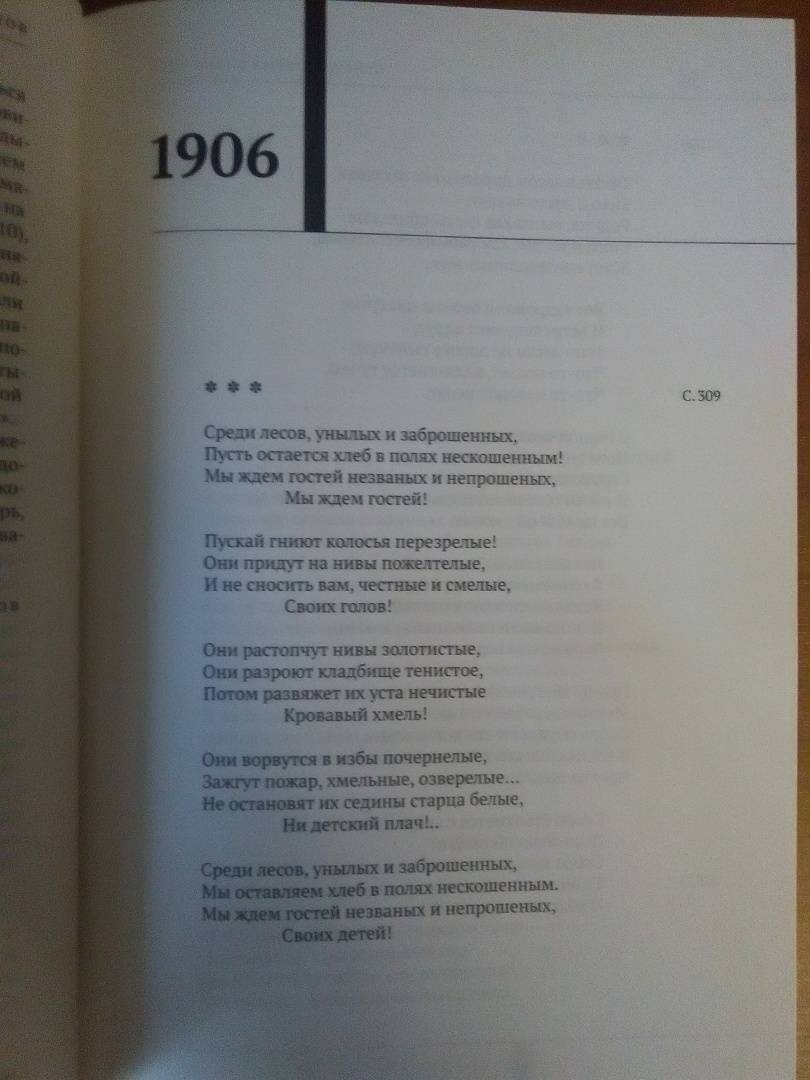 1906
* * *
С. 309
Среди лесов, унылых и заброшенных,
Пусть остается хлеб в полях нескошенным!
Мы ждем гостей незваных и непрошеных,
Мы ждем гостей!
Пускай гниют колосья перезрелые!
Они придут на нивы пожелтелые,
И не сносить вам, честные и смелые,
Своих голов!
Они растопчут нивы золотистые,
Они разроют кладбище тенистое,
Потом развяжет их уста нечистые
Кровавый хмель!
Они ворвутся в избы почернелые,
Зажгут пожар, хмельные, озверелые...
Не остановят их седины старца белые,
Ни детский плач!..
Среди лесов, унылых и заброшенных,
Мы оставляем хлеб в полях нескошенным.
Мы ждем гостей незваных и непрошеных,
Своих детей!